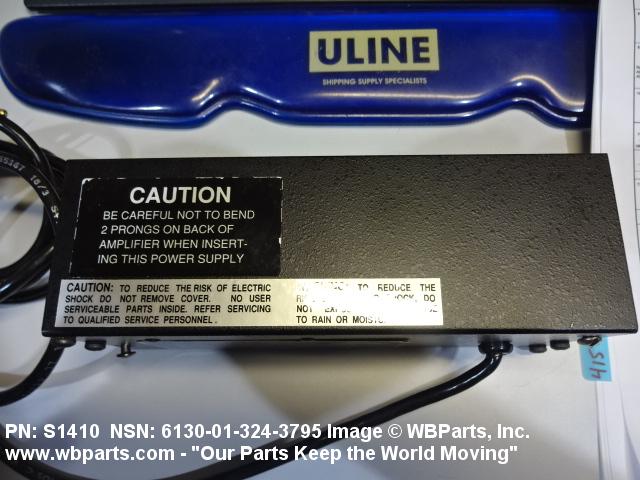 ULINE
SHIPPING SUPPLY SPECIALISTS
18/3
CAUTION
BE CAREFUL NOT TO BEND
2 PRONGS ON BACK OF
AMPLIFIER WHEN INSERT-
ING THIS POWER SUPPLY
CAUTION: TO REDUCE THE RISK OF ELECTRIC
SHOCK DO NOT REMOVE COVER. NO USER
SERVICEABLE PARTS INSIDE. REFER SERVICING
TO QUALIFIED SERVICE PERSONNEL.
TO REDUCE THE
DO
NOT
TO RAIN OR
415
PN: S1410 NSN: 6130-01-324-3795 Image © WBParts, Inc.
www.wbparts.com - "Our Parts Keep the World Moving"